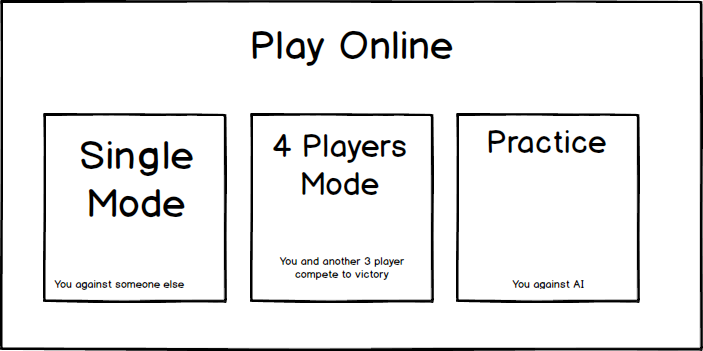 Play Online
Single
Mode
You against someone else
4 Players
Mode
You and another 3 player
compete to victory
Practice
You against AI